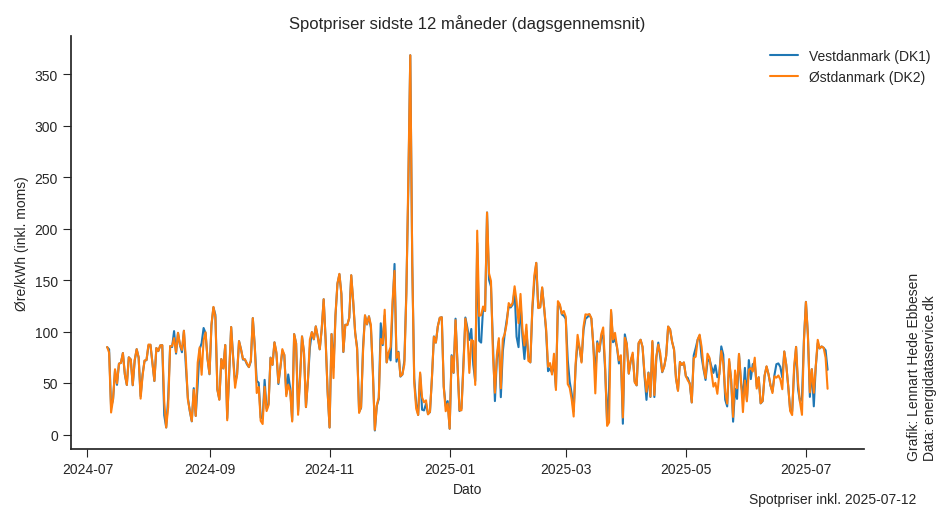 Spotpriser sidste 12 måneder (dagsgennemsnit)
Vestdanmark (DK1)
Østdanmark (DK2)
Øre/kWh (inkl. moms)
350
300
250
200
150
100
50
0
2024-07
2024-09
2024-11
2025-01
2025-03
2025-05
2025-07
Dato
Grafik: Lennart Hede Ebbesen
Data: energidataservice.dk
Spotpriser inkl. 2025-07-12